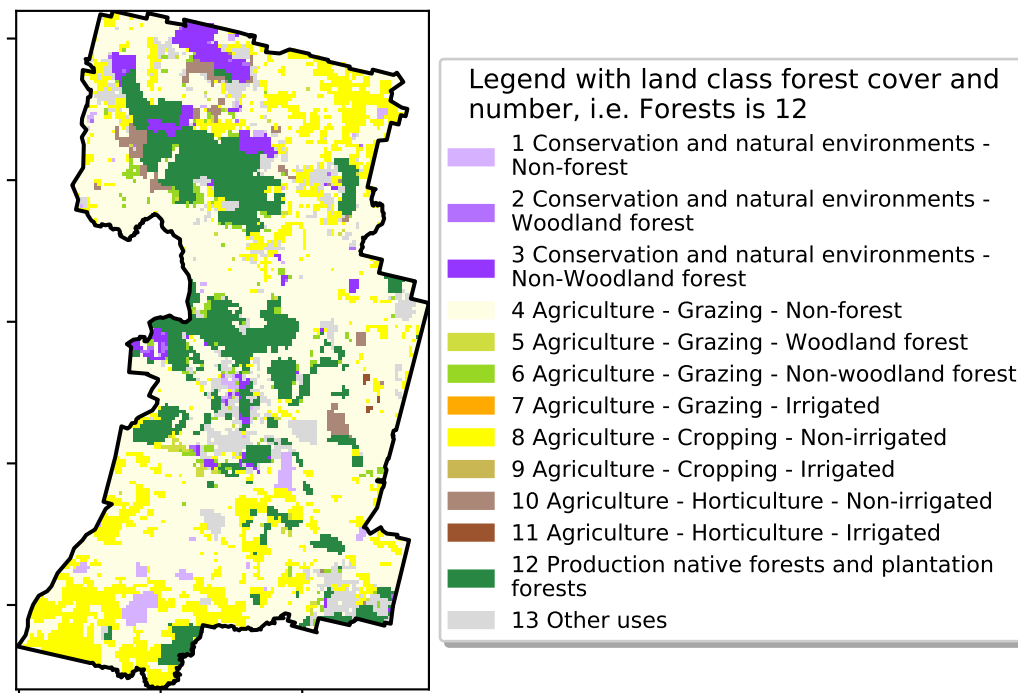 Legend with land class forest cover and
number, i.e. Forests is 12
1 Conservation and natural environments -
Non-forest
2 Conservation and natural environments -
Woodland forest
3 Conservation and natural environments -
Non-Woodland forest
4 Agriculture - Grazing - Non-forest
5 Agriculture - Grazing - Woodland forest
6 Agriculture - Grazing - Non-woodland forest
7 Agriculture - Grazing - Irrigated
8 Agriculture - Cropping - Non-irrigated
9 Agriculture - Cropping - Irrigated
10 Agriculture - Horticulture - Non-irrigated
11 Agriculture - Horticulture - Irrigated
12 Production native forests and plantation
forests
13 Other uses